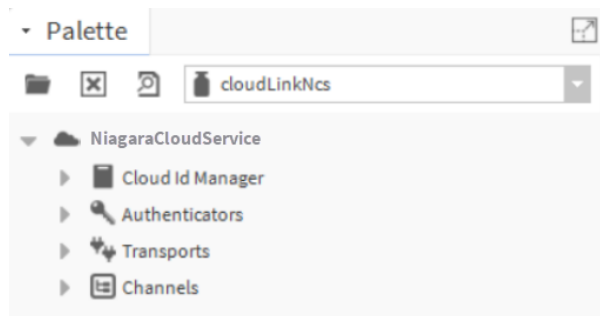 Palette
cloudLinkNcs
NiagaraCloudService
Cloud Id Manager
Authenticators
Transports
Channels